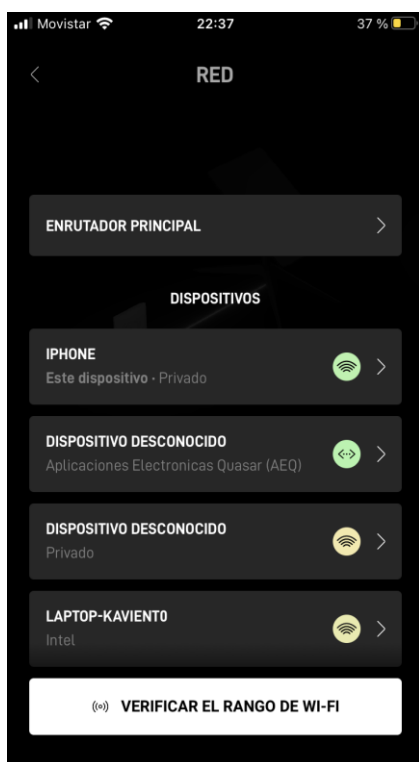 Movistar 22:37 37 %
RED
ENRUTADOR PRINCIPAL
DISPOSITIVOS
IPHONE
Este dispositivo · Privado
DISPOSITIVO DESCONOCIDO
Aplicaciones Electronicas Quasar (AEQ)
DISPOSITIVO DESCONOCIDO
Privado
LAPTOP-KAVIENT0
Intel
VERIFICAR EL RANGO DE WI-FI